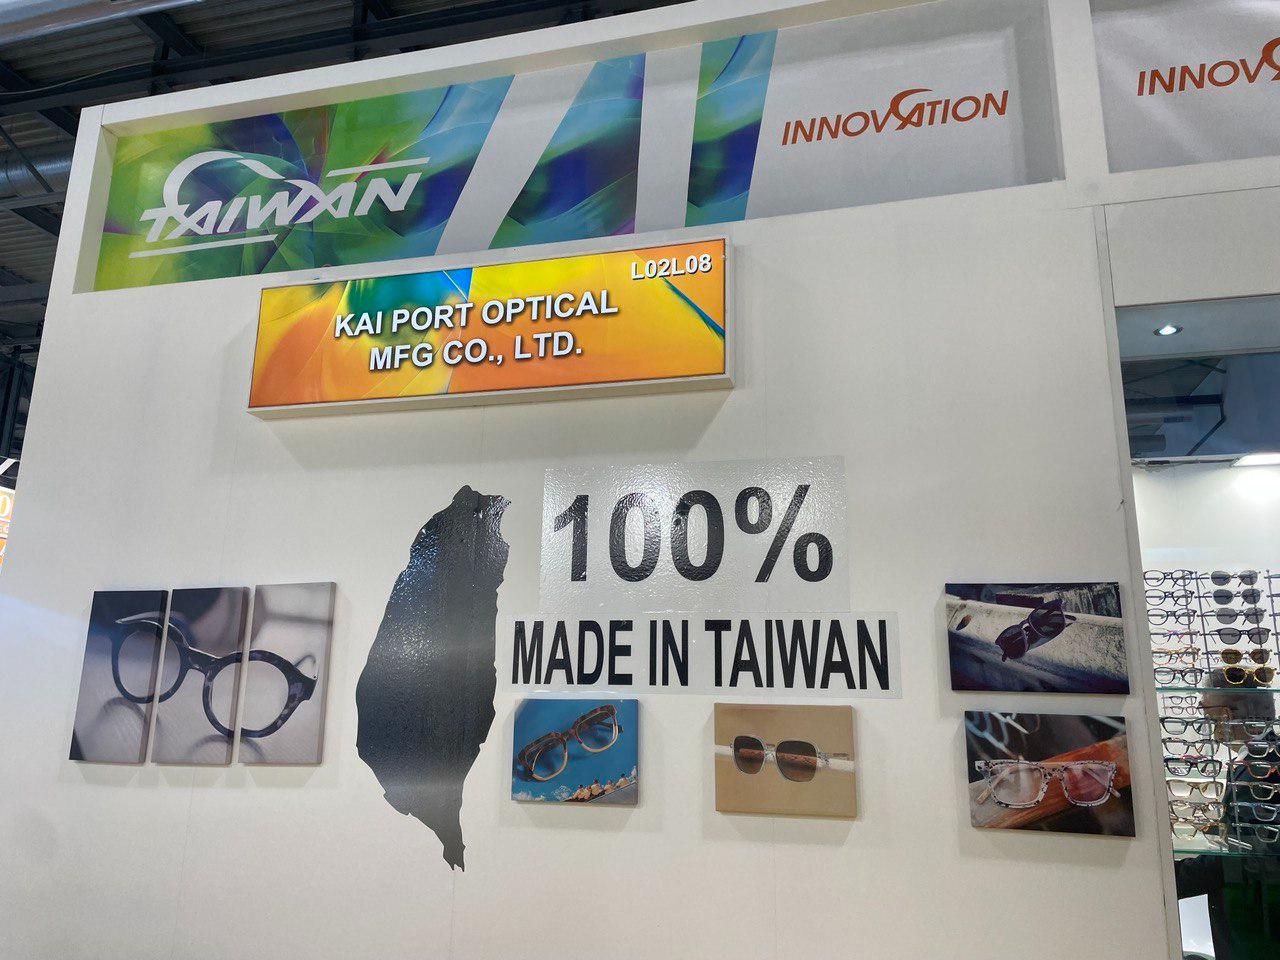 TAIWAN
INNOVATION
INNOV
L02L08
KAI PORT OPTICAL
MFG CO., LTD.
100%
MADE IN TAIWAN